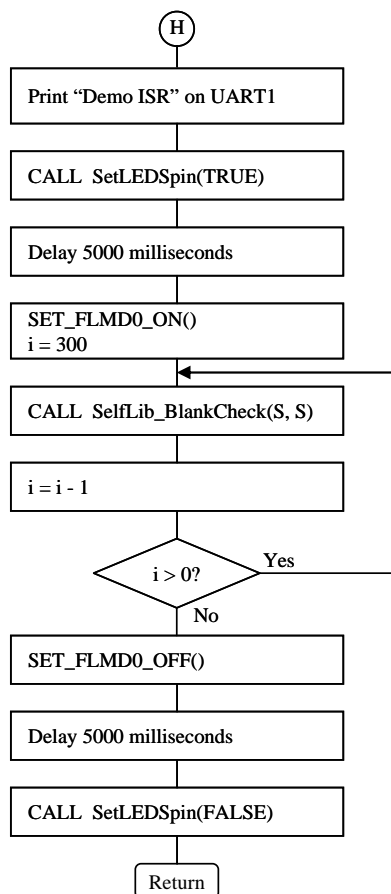 H
Print “Demo ISR” on UART1
CALL SetLEDSpin(TRUE)
Delay 5000 milliseconds
SET_FLMD0_ON()
i = 300
CALL SelfLib_BlankCheck(S, S)
i = i - 1
i > 0?
Yes
No
SET_FLMD0_OFF()
Delay 5000 milliseconds
CALL SetLEDSpin(FALSE)
Return